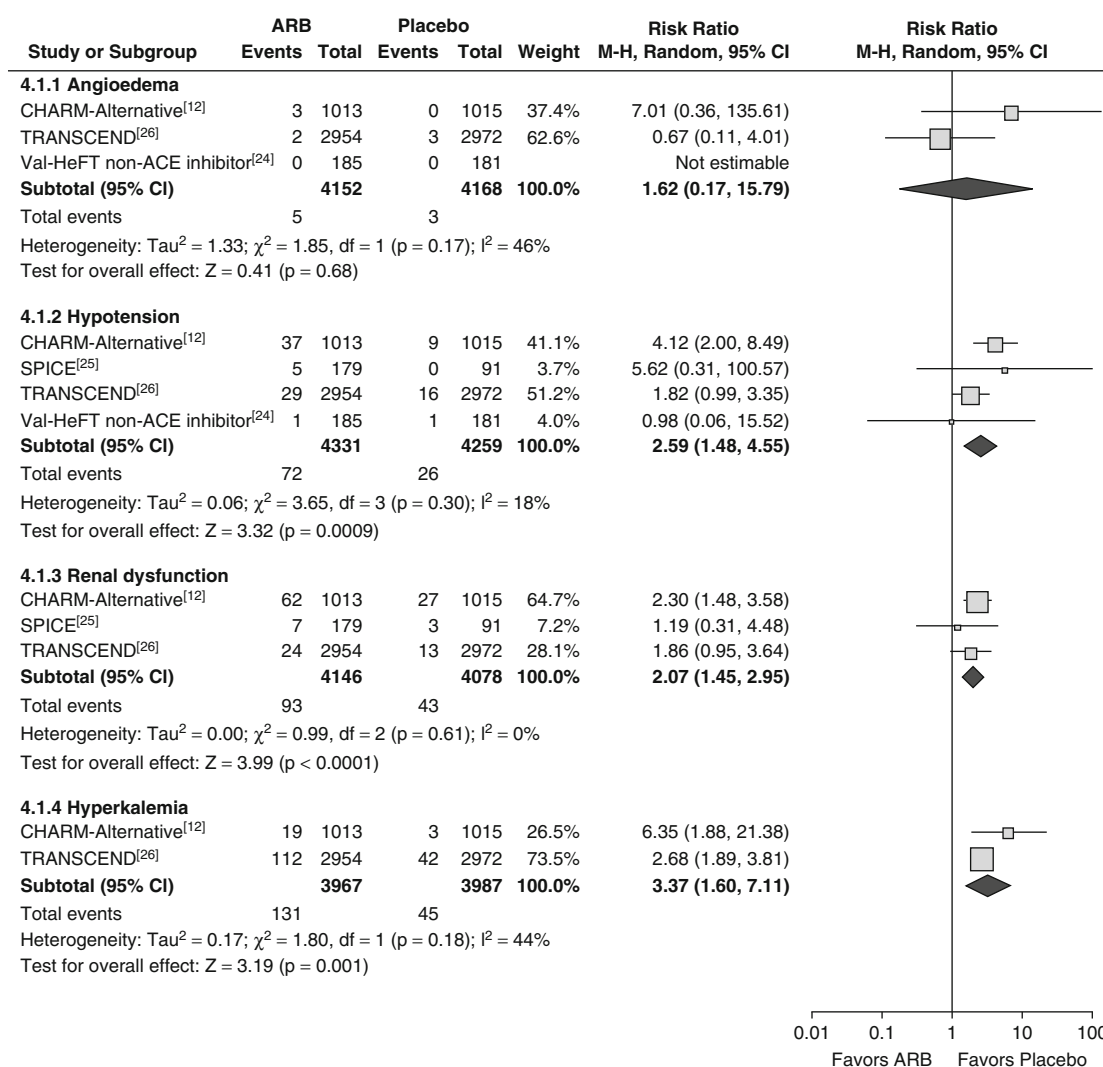 ARB Placebo Risk Ratio Risk Ratio
Study or Subgroup Events Total Events Total Weight M-H, Random, 95% CI M-H, Random, 95% CI
4.1.1 Angioedema
CHARM-Alternative[12] 3 1013 0 1015 37.4% 7.01 (0.36, 135.61)
TRANSCEND[26] 2 2954 3 2972 62.6% 0.67 (0.11, 4.01)
Val-HeFT non-ACE inhibitor[24] 0 185 0 181 Not estimable
Subtotal (95% CI) 4152 4168 100.0% 1.62 (0.17, 15.79)
Total events 5 3
Heterogeneity: Tau² = 1.33; χ² = 1.85, df = 1 (p = 0.17); I² = 46%
Test for overall effect: Z = 0.41 (p = 0.68)
4.1.2 Hypotension
CHARM-Alternative[12] 37 1013 9 1015 41.1% 4.12 (2.00, 8.49)
SPICE[25] 5 179 0 91 3.7% 5.62 (0.31, 100.57)
TRANSCEND[26] 29 2954 16 2972 51.2% 1.82 (0.99, 3.35)
Val-HeFT non-ACE inhibitor[24] 1 185 1 181 4.0% 0.98 (0.06, 15.52)
Subtotal (95% CI) 4331 4259 100.0% 2.59 (1.48, 4.55)
Total events 72 26
Heterogeneity: Tau² = 0.06; χ² = 3.65, df = 3 (p = 0.30); I² = 18%
Test for overall effect: Z = 3.32 (p = 0.0009)
4.1.3 Renal dysfunction
CHARM-Alternative[12] 62 1013 27 1015 64.7% 2.30 (1.48, 3.58)
SPICE[25] 7 179 3 91 7.2% 1.19 (0.31, 4.48)
TRANSCEND[26] 24 2954 13 2972 28.1% 1.86 (0.95, 3.64)
Subtotal (95% CI) 4146 4078 100.0% 2.07 (1.45, 2.95)
Total events 93 43
Heterogeneity: Tau² = 0.00; χ² = 0.99, df = 2 (p = 0.61); I² = 0%
Test for overall effect: Z = 3.99 (p < 0.0001)
4.1.4 Hyperkalemia
CHARM-Alternative[12] 19 1013 3 1015 26.5% 6.35 (1.88, 21.38)
TRANSCEND[26] 112 2954 42 2972 73.5% 2.68 (1.89, 3.81)
Subtotal (95% CI) 3967 3987 100.0% 3.37 (1.60, 7.11)
Total events 131 45
Heterogeneity: Tau² = 0.17; χ² = 1.80, df = 1 (p = 0.18); I² = 44%
Test for overall effect: Z = 3.19 (p = 0.001)
0.01 0.1 1 10 100
Favors ARB Favors Placebo